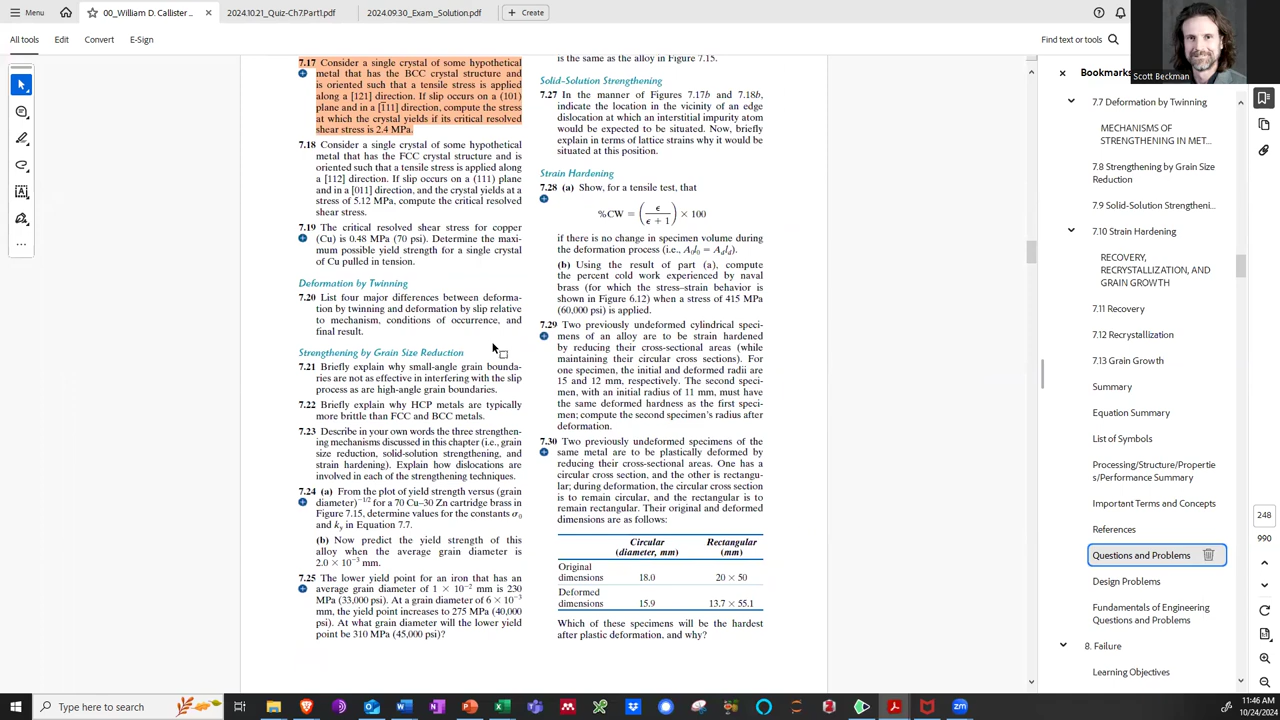 Menu
00_William D. Callister ...
2024.10.21_Quiz-Ch7.Part1.pdf
2024.09.30_Exam_Solution.pdf
Create
All tools
Edit
Convert
E-Sign
Find text or tools
Scott Beckman
7.17 Consider a single crystal of some hypothetical
metal that has the BCC crystal structure and
is oriented such that a tensile stress is applied
along a [121] direction. If slip occurs on a (101)
plane and in a [1̅11] direction, compute the stress
at which the crystal yields if its critical resolved
shear stress is 2.4 MPa.
7.18 Consider a single crystal of some hypothetical
metal that has the FCC crystal structure and is
oriented such that a tensile stress is applied along
a [112] direction. If slip occurs on a (111) plane
and in a [011] direction, and the crystal yields at a
stress of 5.12 MPa, compute the critical resolved
shear stress.
7.19 The critical resolved shear stress for copper
(Cu) is 0.48 MPa (70 psi). Determine the maxi-
mum possible yield strength for a single crystal
of Cu pulled in tension.
Deformation by Twinning
7.20 List four major differences between deforma-
tion by twinning and deformation by slip relative
to mechanism, conditions of occurrence, and
final result.
Strengthening by Grain Size Reduction
7.21 Briefly explain why small-angle grain bounda-
ries are not as effective in interfering with the slip
process as are high-angle grain boundaries.
7.22 Briefly explain why HCP metals are typically
more brittle than FCC and BCC metals.
7.23 Describe in your own words the three strengthen-
ing mechanisms discussed in this chapter (i.e., grain
size reduction, solid-solution strengthening, and
strain hardening). Explain how dislocations are
involved in each of the strengthening techniques.
7.24 (a) From the plot of yield strength versus (grain
diameter)⁻¹/² for a 70 Cu–30 Zn cartridge brass in
Figure 7.15, determine values for the constants σ₀
and kᵧ in Equation 7.7.
(b) Now predict the yield strength of this
alloy when the average grain diameter is
2.0 × 10⁻³ mm.
7.25 The lower yield point for an iron that has an
average grain diameter of 1 × 10⁻² mm is 230
MPa (33,000 psi). At a grain diameter of 6 × 10⁻³
mm, the yield point increases to 275 MPa (40,000
psi). At what grain diameter will the lower yield
point be 310 MPa (45,000 psi)?
is the same as the alloy in Figure 7.15.
Solid-Solution Strengthening
7.27 In the manner of Figures 7.17b and 7.18b,
indicate the location in the vicinity of an edge
dislocation at which an interstitial impurity atom
would be expected to be situated. Now, briefly
explain in terms of lattice strains why it would be
situated at this position.
Strain Hardening
7.28 (a) Show, for a tensile test, that
%CW = (ϵ / ϵ + 1) × 100
if there is no change in specimen volume during
the deformation process (i.e., A₀l₀ = A_d l_d).
(b) Using the result of part (a), compute
the percent cold work experienced by naval
brass (for which the stress–strain behavior is
shown in Figure 6.12) when a stress of 415 MPa
(60,000 psi) is applied.
7.29 Two previously undeformed cylindrical speci-
mens of an alloy are to be strain hardened
by reducing their cross-sectional areas (while
maintaining their circular cross sections). For
one specimen, the initial and deformed radii are
15 and 12 mm, respectively. The second speci-
men, with an initial radius of 11 mm, must have
the same deformed hardness as the first speci-
men; compute the second specimen's radius after
deformation.
7.30 Two previously undeformed specimens of the
same metal are to be plastically deformed by
reducing their cross-sectional areas. One has a
circular cross section, and the other is rectangu-
lar; during deformation, the circular cross section
is to remain circular, and the rectangular is to
remain rectangular. Their original and deformed
dimensions are as follows:
Circular Rectangular
(diameter, mm) (mm)
Original
dimensions 18.0 20 × 50
Deformed
dimensions 15.9 13.7 × 55.1
Which of these specimens will be the hardest
after plastic deformation, and why?
Bookmarks
7.7 Deformation by Twinning
MECHANISMS OF
STRENGTHENING IN MET...
7.8 Strengthening by Grain Size
Reduction
7.9 Solid-Solution Strengtheni...
7.10 Strain Hardening
RECOVERY,
RECRYSTALLIZATION, AND
GRAIN GROWTH
7.11 Recovery
7.12 Recrystallization
7.13 Grain Growth
Summary
Equation Summary
List of Symbols
Processing/Structure/Properties
/Performance Summary
Important Terms and Concepts
References
Questions and Problems
Design Problems
Fundamentals of Engineering
Questions and Problems
8. Failure
Learning Objectives
248
990
Type here to search
11:46 AM
10/24/2024